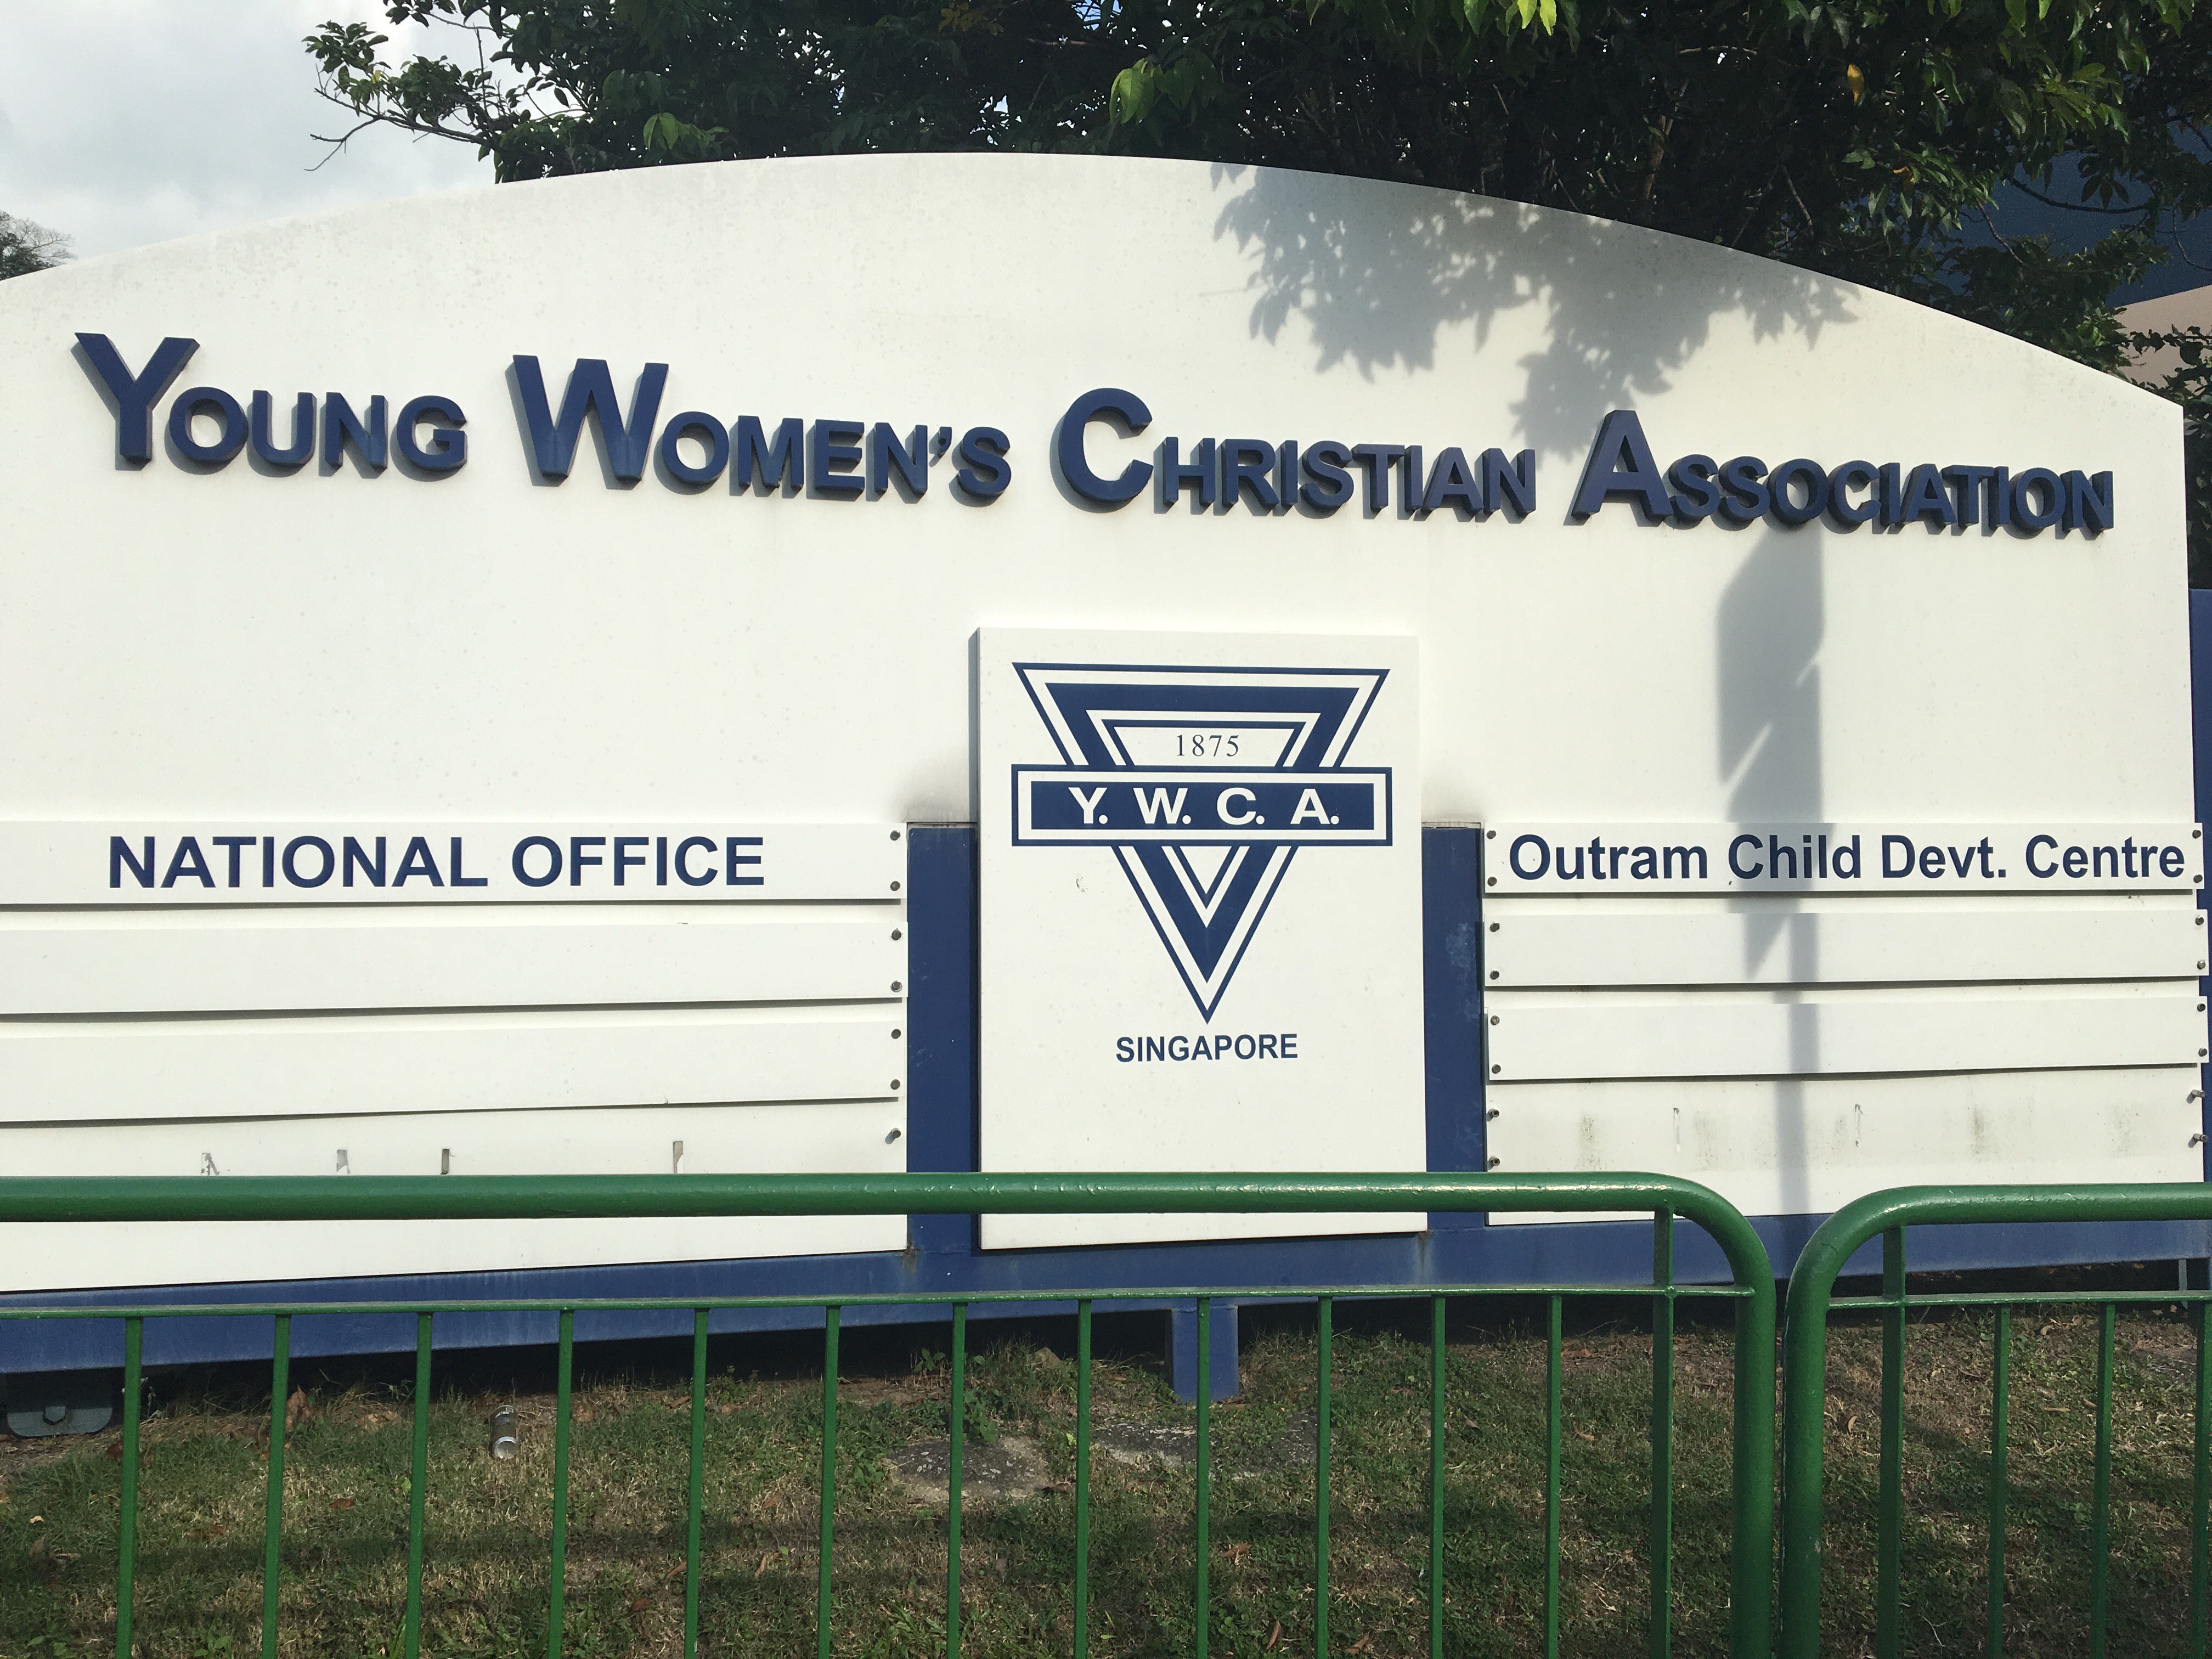 YOUNG WOMEN'S CHRISTIAN ASSOCIATION
1875
Y. W. C. A.
SINGAPORE
NATIONAL OFFICE
Outram Child Devt. Centre